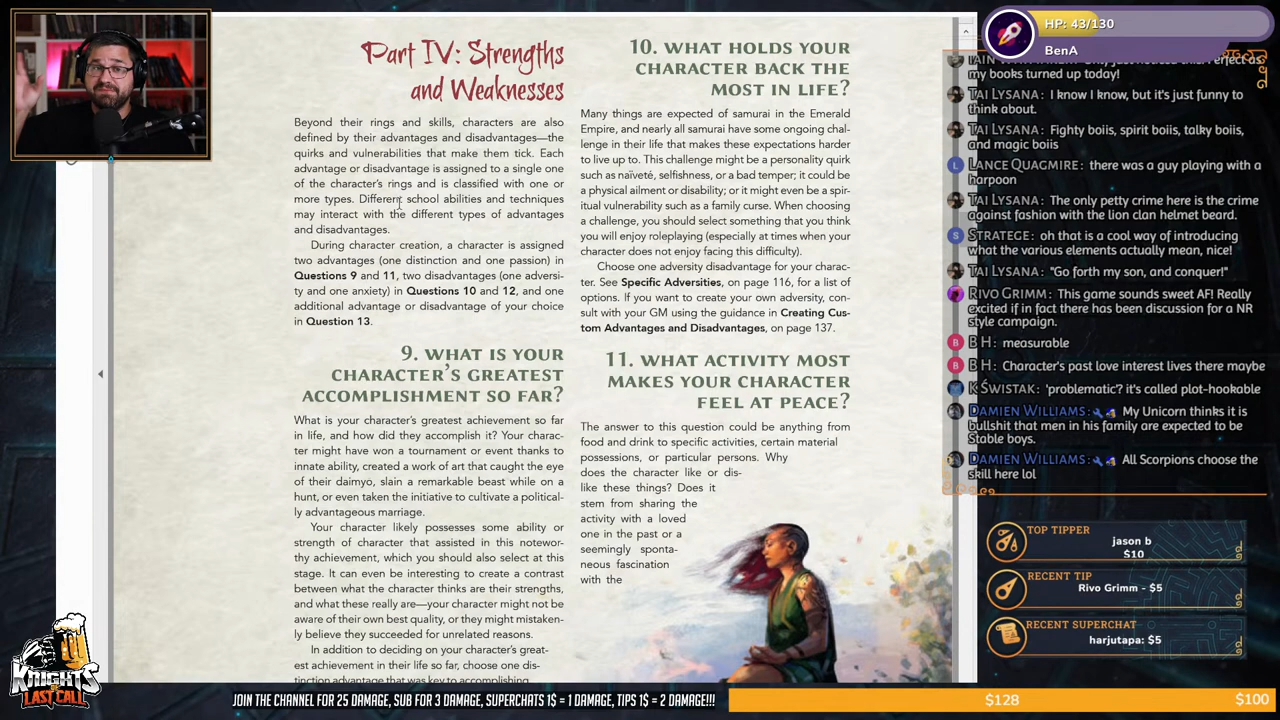 Part IV: Strengths
and Weaknesses
Beyond their rings and skills, characters are also
defined by their advantages and disadvantages—the
quirks and vulnerabilities that make them tick. Each
advantage or disadvantage is assigned to a single one
of the character's rings and is classified with one or
more types. Different school abilities and techniques
may interact with the different types of advantages
and disadvantages.
During character creation, a character is assigned
two advantages (one distinction and one passion) in
Questions 9 and 11, two disadvantages (one adversi-
ty and one anxiety) in Questions 10 and 12, and one
additional advantage or disadvantage of your choice
in Question 13.
9. WHAT IS YOUR
CHARACTER'S GREATEST
ACCOMPLISHMENT SO FAR?
What is your character's greatest achievement so far
in life, and how did they accomplish it? Your charac-
ter might have won a tournament or event thanks to
innate ability, created a work of art that caught the eye
of their daimyo, slain a remarkable beast while on a
hunt, or even taken the initiative to cultivate a political-
ly advantageous marriage.
Your character likely possesses some ability or
strength of character that assisted in this notewor-
thy achievement, which you should also select at this
stage. It can even be interesting to create a contrast
between what the character thinks are their strengths,
and what these really are—your character might not be
aware of their own best quality, or they might mistaken-
ly believe they succeeded for unrelated reasons.
In addition to deciding on your character's great-
est achievement in their life so far, choose one dis-
tinction advantage that was key to accomplishing
10. WHAT HOLDS YOUR
CHARACTER BACK THE
MOST IN LIFE?
Many things are expected of samurai in the Emerald
Empire, and nearly all samurai have some ongoing chal-
lenge in their life that makes these expectations harder
to live up to. This challenge might be a personality quirk
such as naïveté, selfishness, or a bad temper; it could be
a physical ailment or disability; or it might even be a spir-
itual vulnerability such as a family curse. When choosing
a challenge, you should select something that you think
you will enjoy roleplaying (especially at times when your
character does not enjoy facing this difficulty).
Choose one adversity disadvantage for your charac-
ter. See Specific Adversities, on page 116, for a list of
options. If you want to create your own adversity, con-
sult with your GM using the guidance in Creating Cus-
tom Advantages and Disadvantages, on page 137.
11. WHAT ACTIVITY MOST
MAKES YOUR CHARACTER
FEEL AT PEACE?
The answer to this question could be anything from
food and drink to specific activities, certain material
possessions, or particular persons. Why
does the character like or dis-
like these things? Does it
stem from sharing the
activity with a loved
one in the past or a
seemingly sponta-
neous fascination
with the
HP: 43/130
BenA
my books turned up today!
TAI LYSANA: I know I know, but it's just funny to
think about.
TAI LYSANA: Fighty boiis, spirit boiis, talky boiis,
and magic boiis
L LANCE QUAGMIRE: there was a guy playing with a
harpoon
TAI LYSANA: The only petty crime here is the crime
against fashion with the lion clan helmet beard.
S STRATEGE: oh that is a cool way of introducing
what the various elements actually mean, nice!
TAI LYSANA: "Go forth my son, and conquer!"
RIVO GRIMM: This game sounds sweet AF! Really
excited if in fact there has been discussion for a NR
style campaign.
B B H: measurable
B B H: Character's past love interest lives there maybe
K ŚWISTAK: 'problematic'? it's called plot-hookable
DAMIEN WILLIAMS: My Unicorn thinks it is
bullshit that men in his family are expected to be
Stable boys.
DAMIEN WILLIAMS: All Scorpions choose the
skill here lol
TOP TIPPER
jason b
$10
RECENT TIP
Rivo Grimm - $5
RECENT SUPERCHAT
harjutapa: $5
KNIGHTS
LAST CALL
JOIN THE CHANNEL FOR 25 DAMAGE, SUB FOR 3 DAMAGE, SUPERCHATS 1$ = 1 DAMAGE, TIPS 1$ = 2 DAMAGE!!!
$128
$100